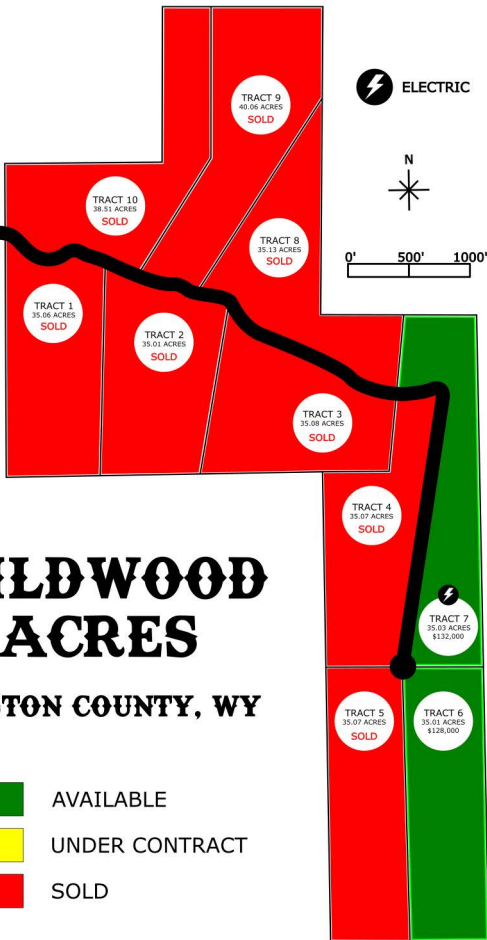 ELECTRIC
N
0'
500'
1000'
TRACT 9
40.06 ACRES
SOLD
TRACT 10
38.51 ACRES
SOLD
TRACT 8
35.13 ACRES
SOLD
TRACT 1
35.06 ACRES
SOLD
TRACT 2
35.01 ACRES
SOLD
TRACT 3
35.08 ACRES
SOLD
TRACT 4
35.07 ACRES
SOLD
TRACT 7
35.03 ACRES
$132,000
TRACT 5
35.07 ACRES
SOLD
TRACT 6
35.01 ACRES
$128,000
ILDWOOD
ACRES
TON COUNTY, WY
AVAILABLE
UNDER CONTRACT
SOLD